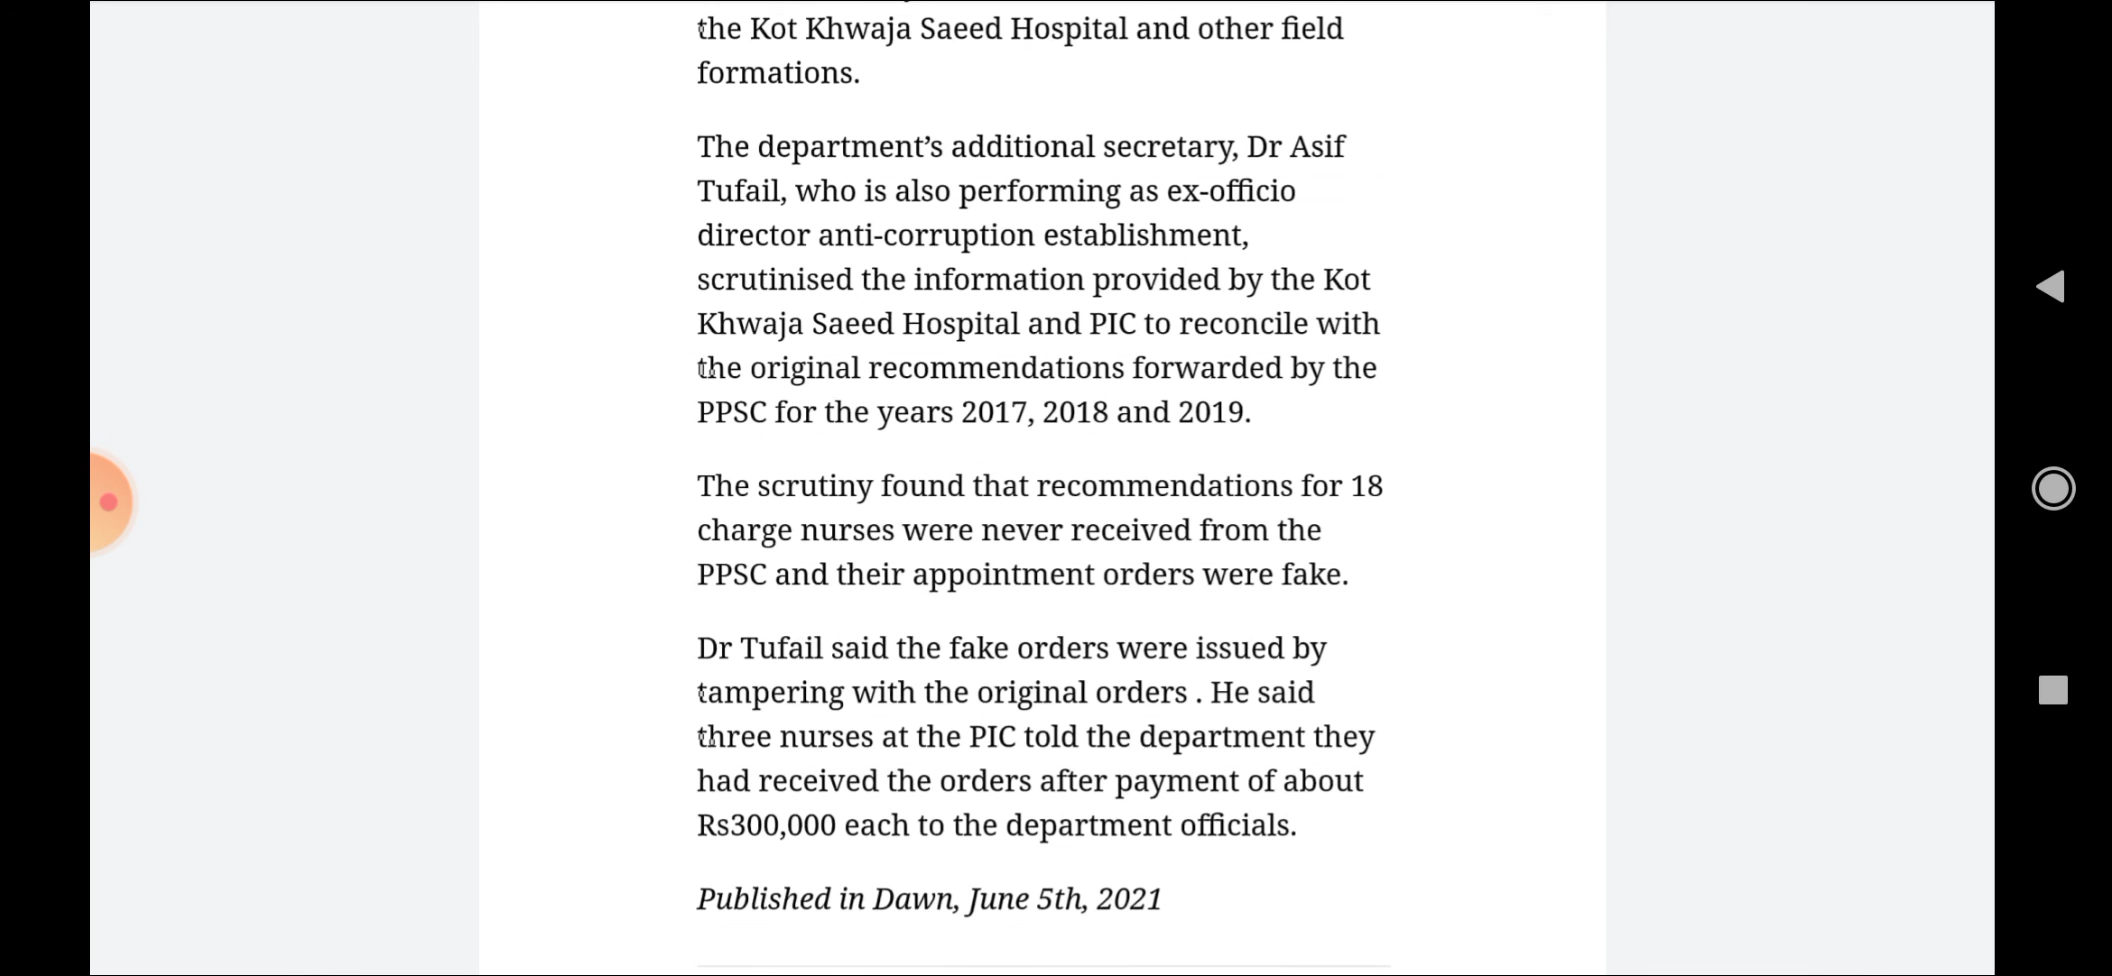 the Kot Khwaja Saeed Hospital and other field
formations.
The department’s additional secretary, Dr Asif
Tufail, who is also performing as ex-officio
director anti-corruption establishment,
scrutinised the information provided by the Kot
Khwaja Saeed Hospital and PIC to reconcile with
the original recommendations forwarded by the
PPSC for the years 2017, 2018 and 2019.
The scrutiny found that recommendations for 18
charge nurses were never received from the
PPSC and their appointment orders were fake.
Dr Tufail said the fake orders were issued by
tampering with the original orders . He said
three nurses at the PIC told the department they
had received the orders after payment of about
Rs300,000 each to the department officials.
Published in Dawn, June 5th, 2021